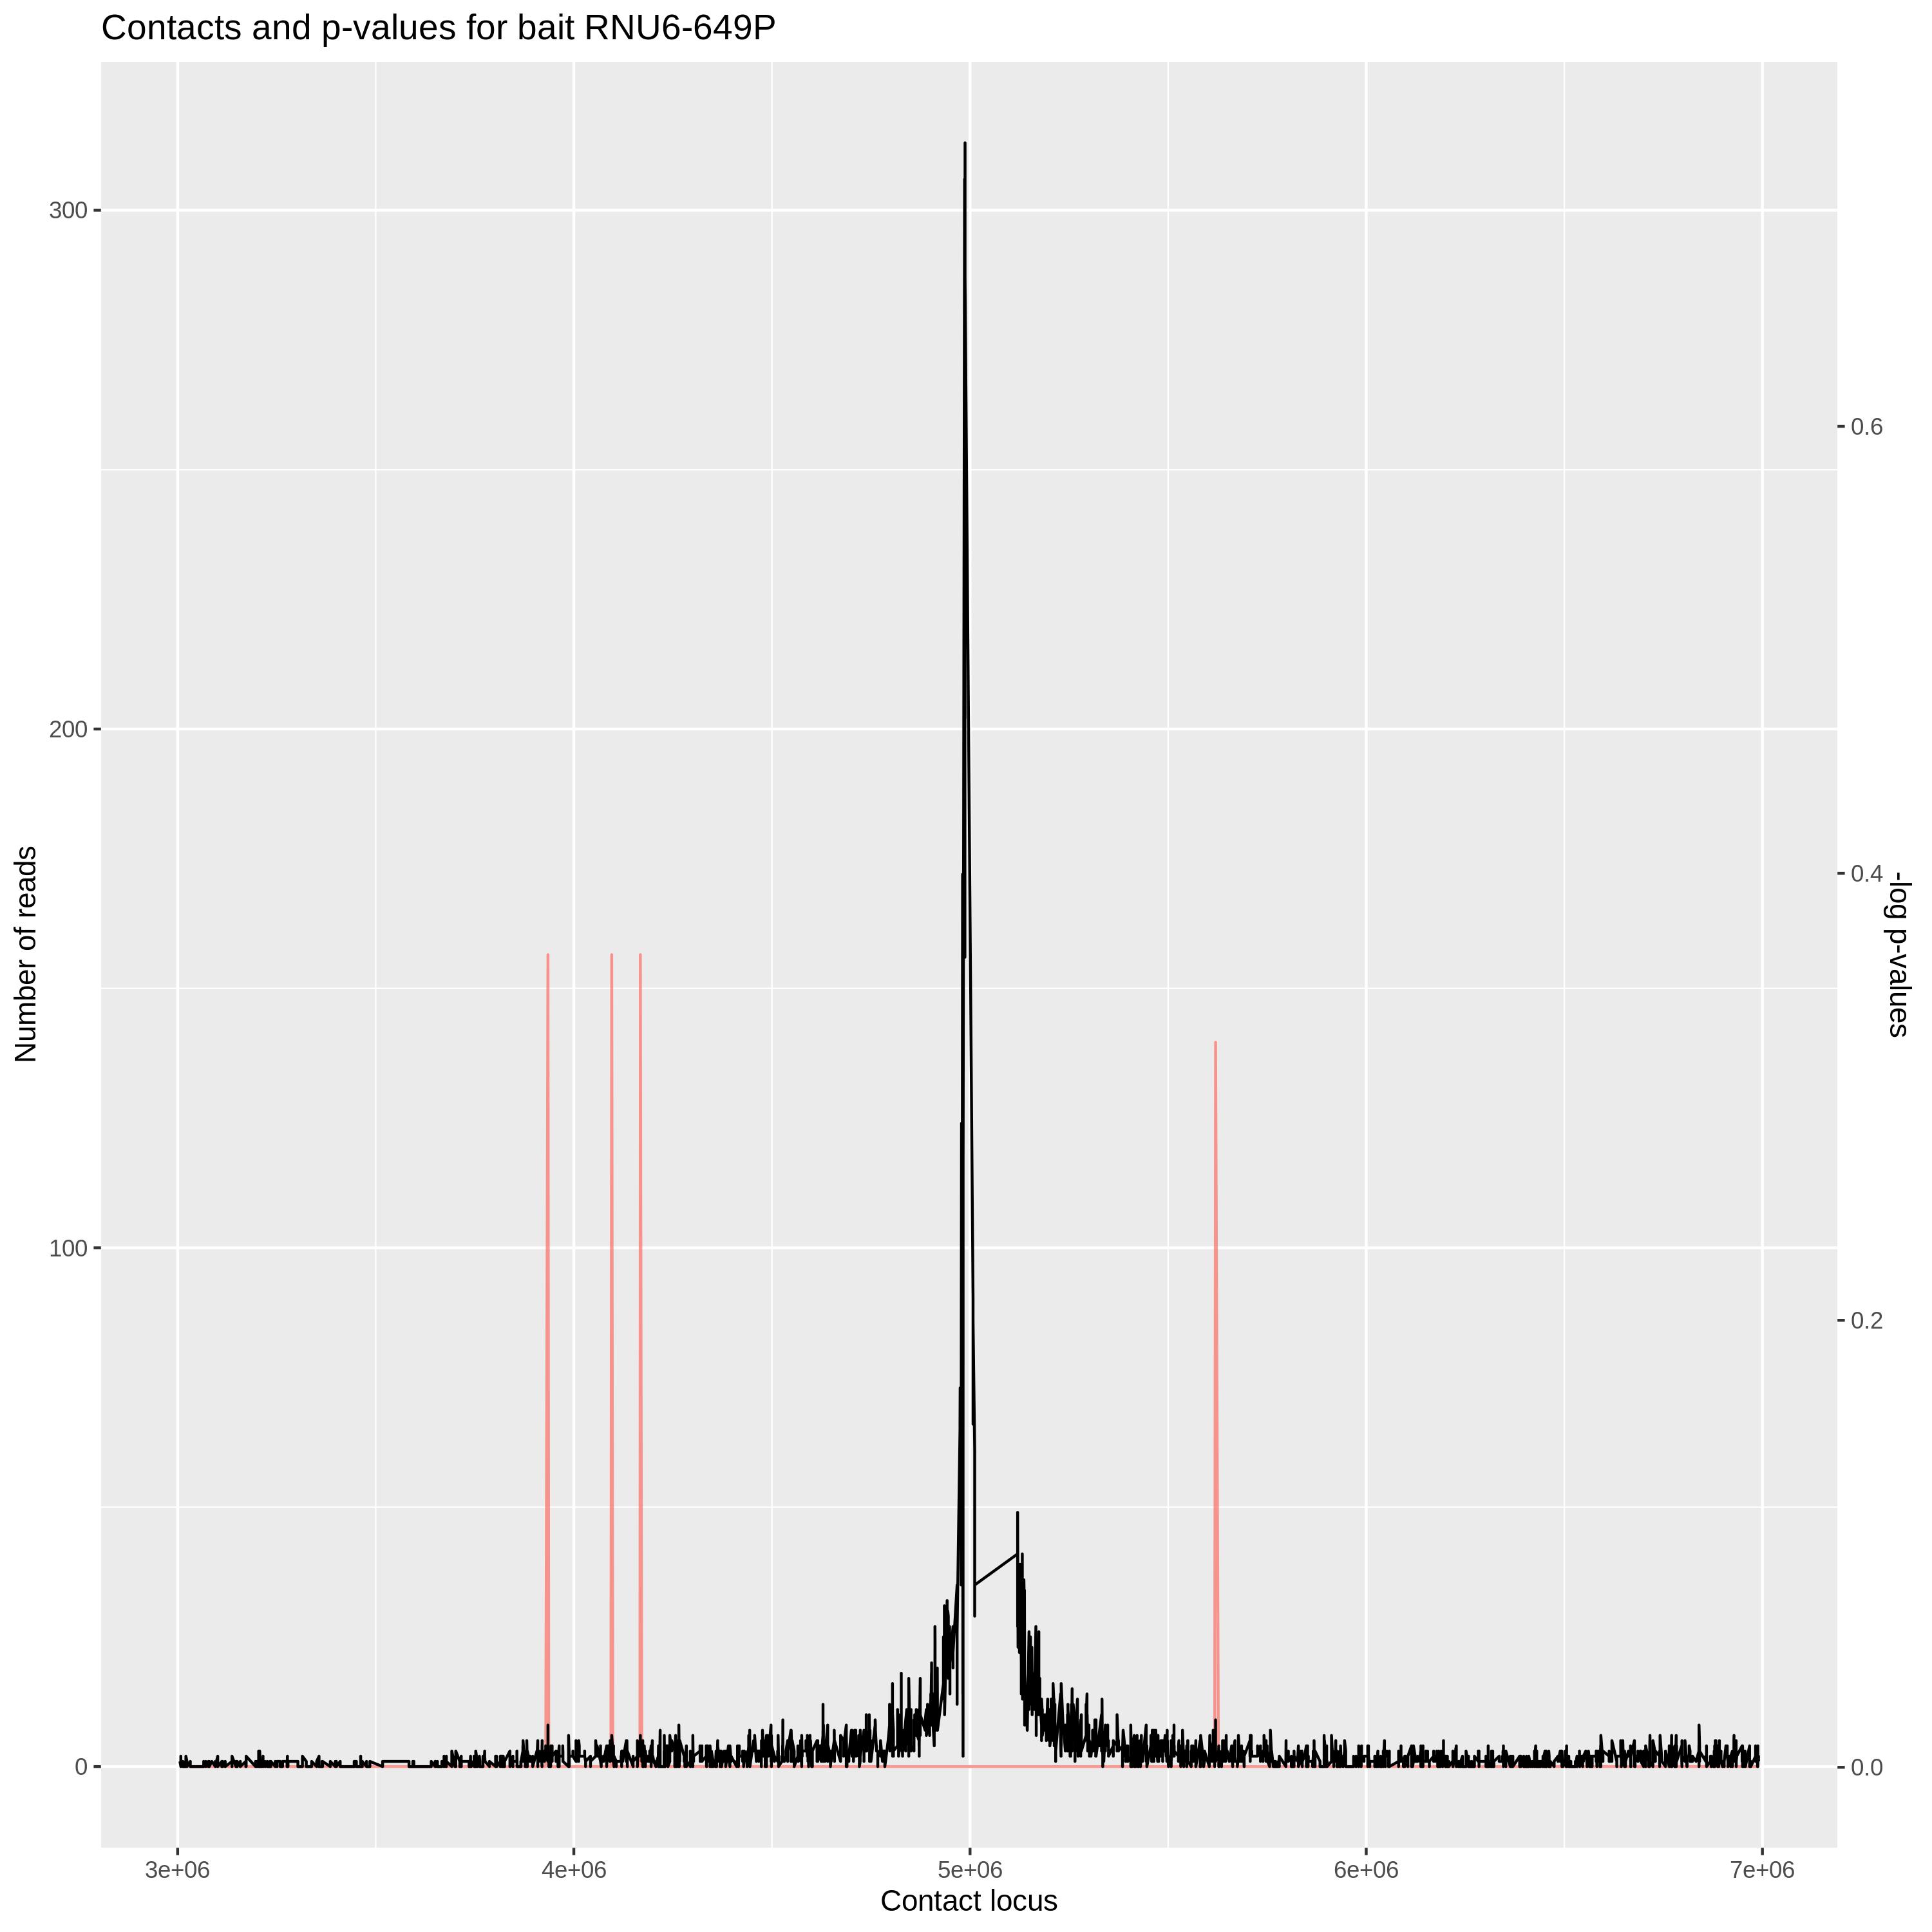 Contacts and p-values for bait RNU6-649P
300
200
100
0
Number of reads
0.6
0.4
0.2
0.0
-log p-values
3e+06
4e+06
5e+06
6e+06
7e+06
Contact locus